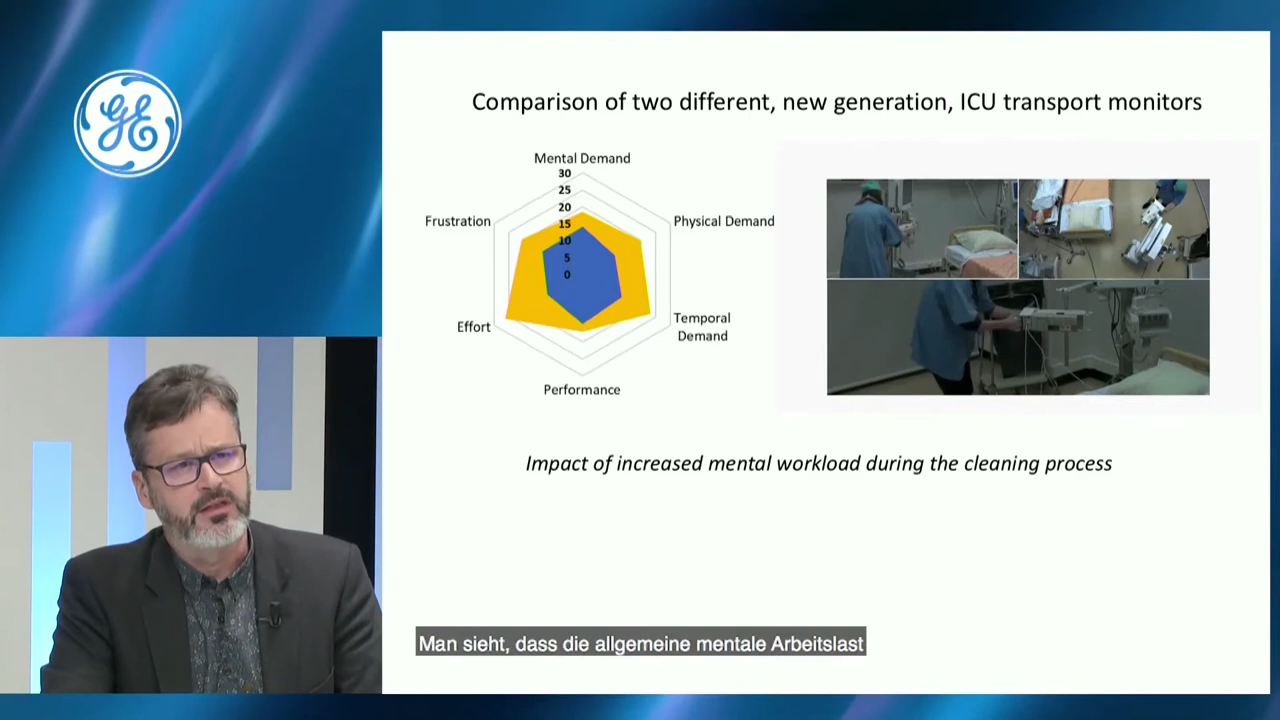 GE
Comparison of two different, new generation, ICU transport monitors
Mental Demand
30
25
20
15
10
5
0
Frustration
Physical Demand
Effort
Temporal
Demand
Performance
Impact of increased mental workload during the cleaning process
Man sieht, dass die allgemeine mentale Arbeitslast